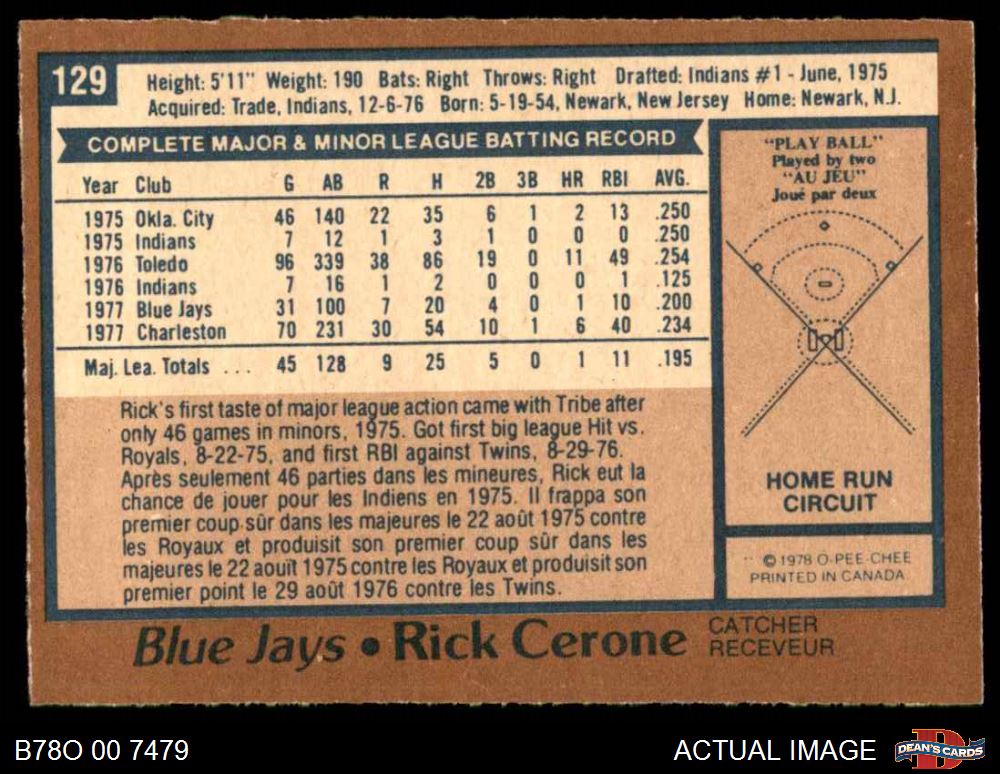 129
Height: 5'11" Weight: 190 Bats: Right Throws: Right Drafted: Indians #1 - June, 1975
Acquired: Trade, Indians, 12-6-76 Born: 5-19-54, Newark, New Jersey Home: Newark, N.J.
COMPLETE MAJOR & MINOR LEAGUE BATTING RECORD
Year Club G AB R H 2B 3B HR RBI AVG.
1975 Okla. City 46 140 22 35 6 1 2 13 .250
1975 Indians 7 12 1 3 1 0 0 0 .250
1976 Toledo 96 339 38 86 19 0 11 49 .254
1976 Indians 7 16 1 2 0 0 0 1 .125
1977 Blue Jays 31 100 7 20 4 0 1 10 .200
1977 Charleston 70 231 30 54 10 1 6 40 .234
Maj. Lea. Totals ... 45 128 9 25 5 0 1 11 .195
Rick's first taste of major league action came with Tribe after
only 46 games in minors, 1975. Got first big league Hit vs.
Royals, 8-22-75, and first RBI against Twins, 8-29-76.
Après seulement 46 parties dans les mineures, Rick eut la
chance de jouer pour les Indiens en 1975. Il frappa son
premier coup sûr dans les majeures le 22 août 1975 contre
les Royaux et produisit son premier coup sûr dans les
majeures le 22 aouit 1975 contre les Royaux et produisit son
premier point le 29 août 1976 contre les Twins.
"PLAY BALL"
Played by two
"AU JEU"
Joué par deux
HOME RUN
CIRCUIT
© 1978 O-PEE-CHEE
PRINTED IN CANADA
Blue Jays • Rick Cerone
CATCHER
RECEVEUR
B78O 00 7479
ACTUAL IMAGE
D
DEAN'S CARDS